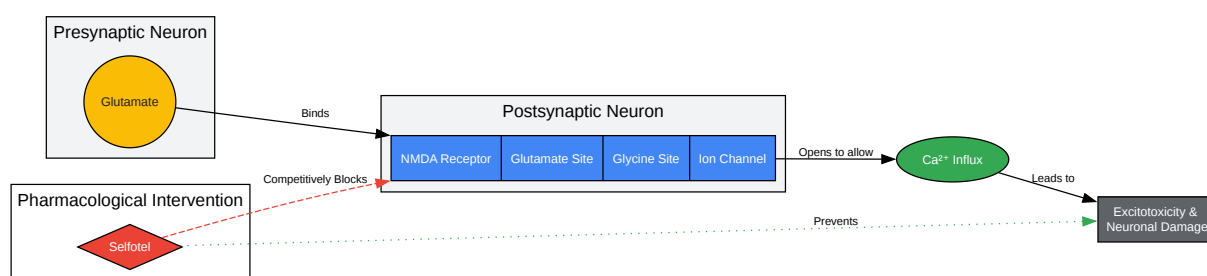 Presynaptic Neuron
Glutamate
Binds
Postsynaptic Neuron
NMDA Receptor
Glutamate Site
Glycine Site
Ion Channel
Opens to allow
Ca²⁺ Influx
Leads to
Excitotoxicity &
Neuronal Damage
Competitively Blocks
Pharmacological Intervention
Selfotel
Prevents